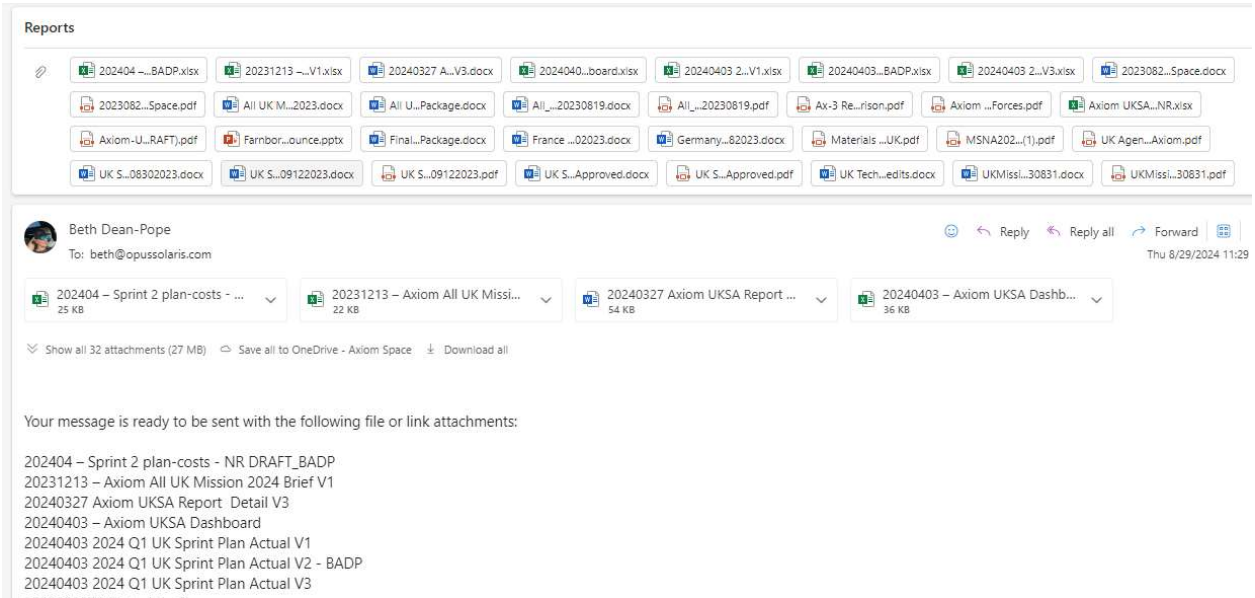 Reports
202404 –...BADP.xlsx 20231213 –...V1.xlsx 20240327 A...V3.docx 2024040...board.xlsx 20240403 2...V1.xlsx 20240403...BADP.xlsx 20240403 2...V3.xlsx 2023082...Space.docx
2023082...Space.pdf All UK M...2023.docx All U...Package.docx All_...20230819.docx All_...20230819.pdf Ax-3 Re...rison.pdf Axiom ...Forces.pdf Axiom UKSA...NR.xlsx
Axiom-U...RAFT).pdf Farnbor...ounce.pptx Final...Package.docx France ...02023.docx Germany...82023.docx Materials ...UK.pdf MSNA202...(1).pdf UK Agen...Axiom.pdf
UK S...08302023.docx UK S...09122023.docx UK S...09122023.pdf UK S...Approved.docx UK S...Approved.pdf UK Tech...edits.docx UKMissi...30831.docx UKMissi...30831.pdf
Beth Dean-Pope
To: beth@opussolaris.com
Reply Reply all Forward
Thu 8/29/2024 11:29
202404 – Sprint 2 plan-costs - ... 20231213 – Axiom All UK Missi... 20240327 Axiom UKSA Report ... 20240403 – Axiom UKSA Dashb...
25 KB 22 KB 54 KB 36 KB
Show all 32 attachments (27 MB) Save all to OneDrive - Axiom Space Download all
Your message is ready to be sent with the following file or link attachments:
202404 – Sprint 2 plan-costs - NR DRAFT_BADP
20231213 – Axiom All UK Mission 2024 Brief V1
20240327 Axiom UKSA Report  Detail V3
20240403 – Axiom UKSA Dashboard
20240403 2024 Q1 UK Sprint Plan Actual V1
20240403 2024 Q1 UK Sprint Plan Actual V2 - BADP
20240403 2024 Q1 UK Sprint Plan Actual V3